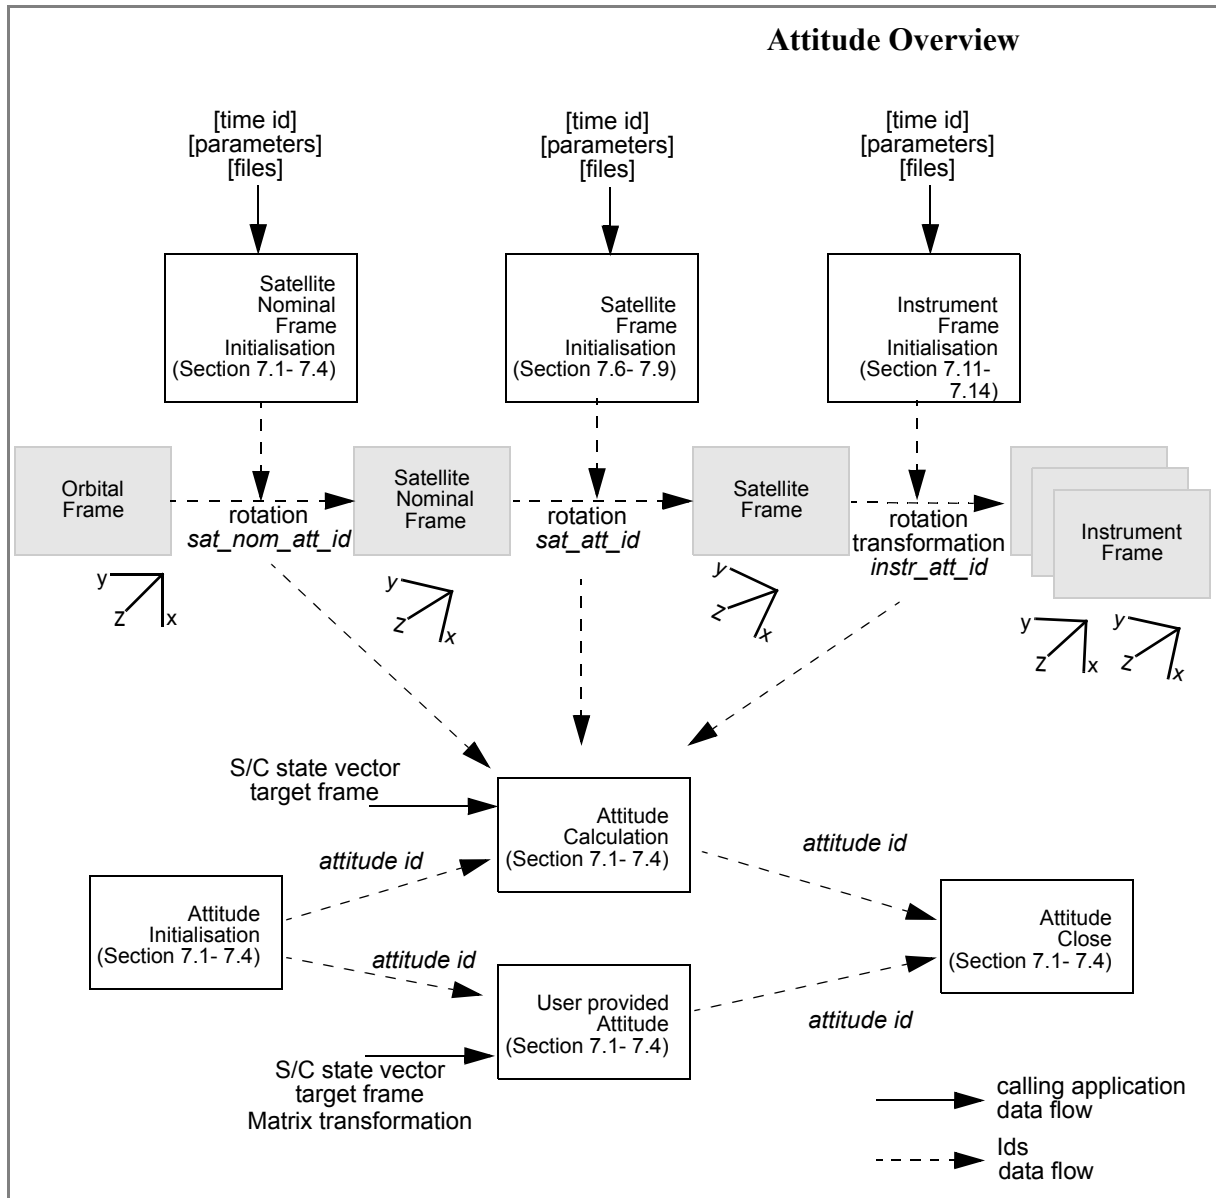 Attitude Overview
[time id]
[parameters]
[files]
[time id]
[parameters]
[files]
[time id]
[parameters]
[files]
Satellite
Nominal
Frame
Initialisation
(Section 7.1- 7.4)
Satellite
Frame
Initialisation
(Section 7.6- 7.9)
Instrument
Frame
Initialisation
(Section 7.11-
7.14)
Orbital
Frame
rotation
sat_nom_att_id
Satellite
Nominal
Frame
rotation
sat_att_id
Satellite
Frame
rotation
transformation
instr_att_id
Instrument
Frame
y
z
x
y
z
x
y
z
x
y
z
x
y
z
x
S/C state vector
target frame
Attitude
Calculation
(Section 7.1- 7.4)
attitude id
attitude id
Attitude
Initialisation
(Section 7.1- 7.4)
attitude id
User provided
Attitude
(Section 7.1- 7.4)
Attitude
Close
(Section 7.1- 7.4)
attitude id
S/C state vector
target frame
Matrix transformation
calling application
data flow
Ids
data flow